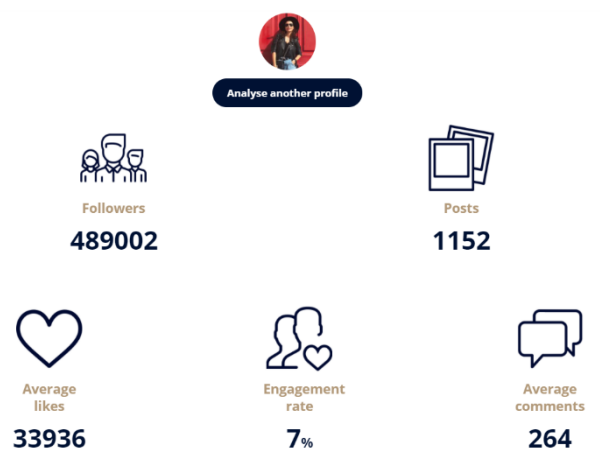 Analyse another profile
Followers
Posts
489002
1152
Average
likes
Engagement
rate
Average
comments
33936
7%
264